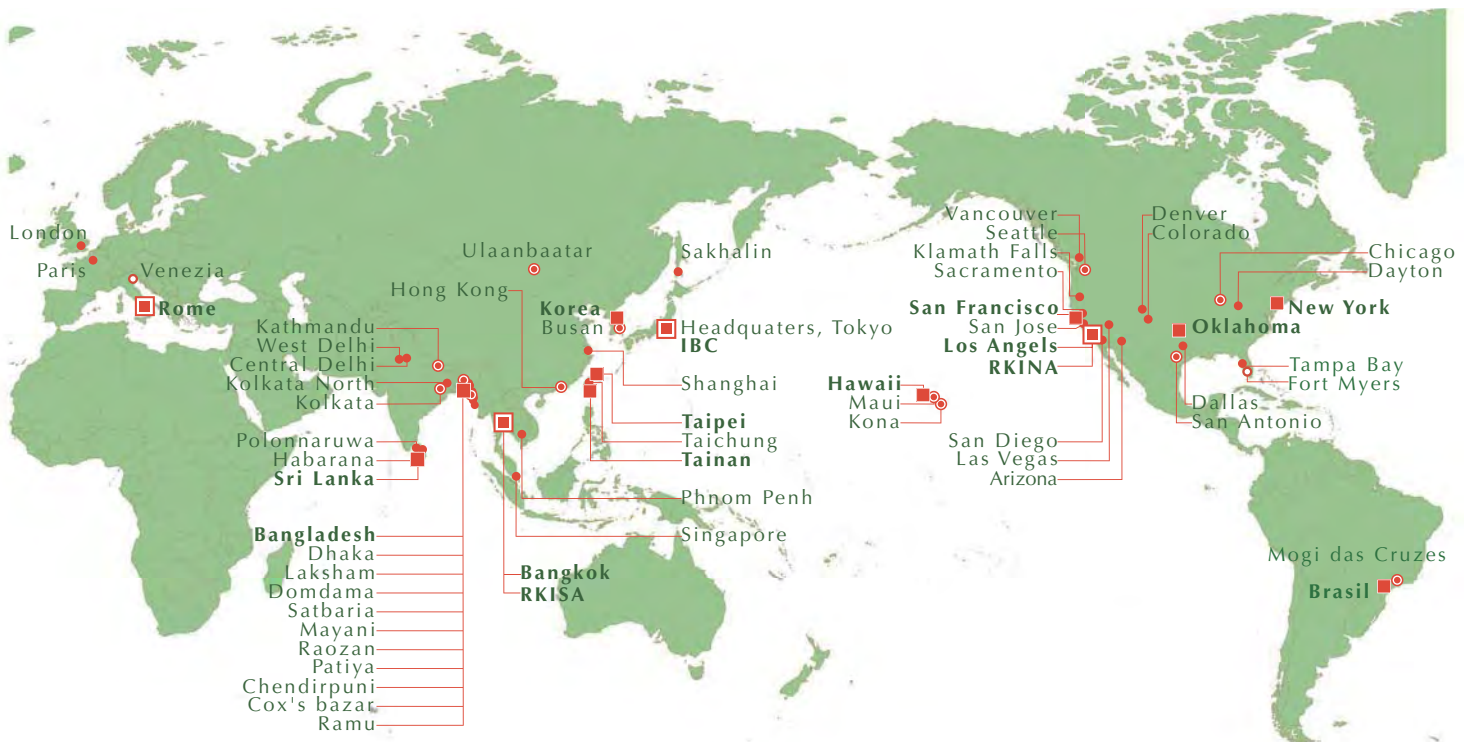 London
Paris
Venezia
Rome
Ulaanbaatar
Hong Kong
Sakhalin
Korea
Busan
Headquaters, Tokyo
IBC
Kathmandu
West Delhi
Central Delhi
Kolkata North
Kolkata
Shanghai
Polonnaruwa
Habarana
Sri Lanka
Taipei
Taichung
Tainan
Phnom Penh
Singapore
Bangladesh
Dhaka
Laksham
Domdama
Satbaria
Mayani
Raozan
Patiya
Chendirpuni
Cox's bazar
Ramu
Bangkok
RKISA
Vancouver
Seattle
Klamath Falls
Sacramento
San Francisco
San Jose
Los Angels
RKINA
Hawaii
Maui
Kona
San Diego
Las Vegas
Arizona
Denver
Colorado
Chicago
Dayton
New York
Oklahoma
Tampa Bay
Fort Myers
Dallas
San Antonio
Mogi das Cruzes
Brasil